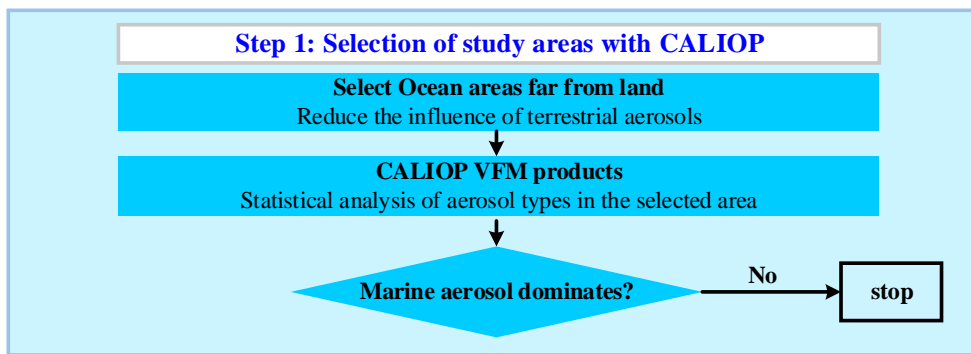 Step 1: Selection of study areas with CALIOP
Select Ocean areas far from land
Reduce the influence of terrestrial aerosols
CALIOP VFM products
Statistical analysis of aerosol types in the selected area
Marine aerosol dominates?
No
stop